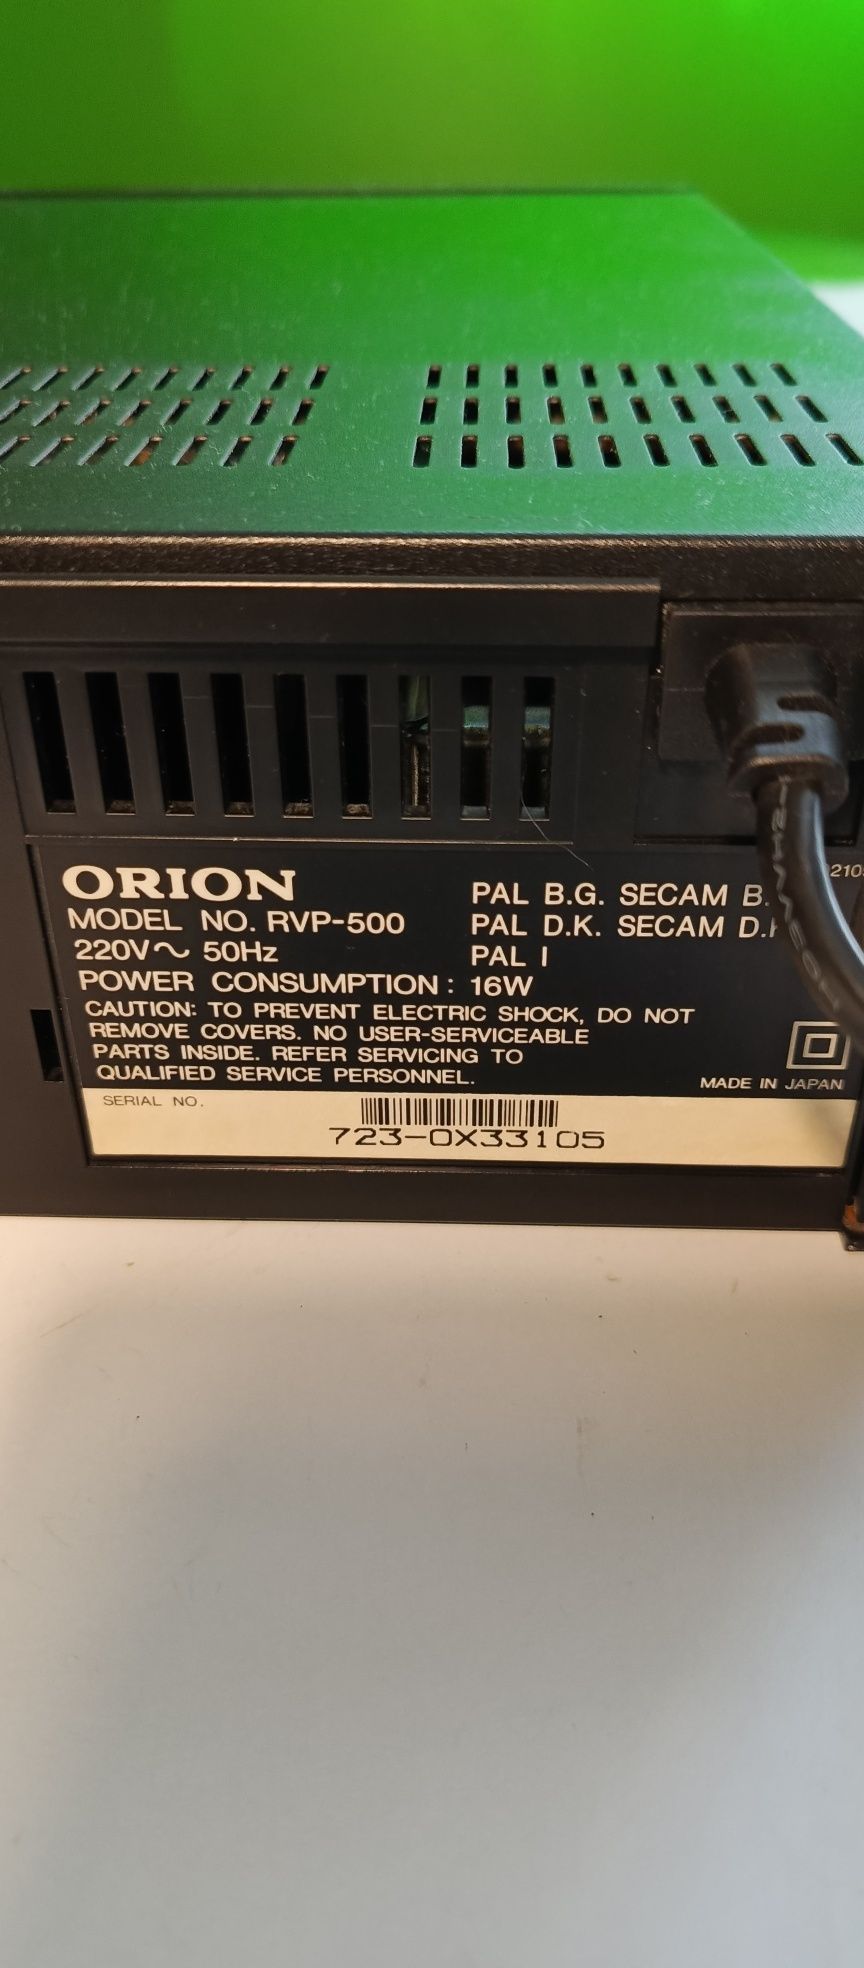 ORION
MODEL NO. RVP-500
220V~ 50Hz
POWER CONSUMPTION : 16W
PAL B.G. SECAM B.
PAL D.K. SECAM D.
PAL I
CAUTION: TO PREVENT ELECTRIC SHOCK, DO NOT
REMOVE COVERS. NO USER-SERVICEABLE
PARTS INSIDE. REFER SERVICING TO
QUALIFIED SERVICE PERSONNEL.
MADE IN JAPAN
SERIAL NO.
723-0X33105